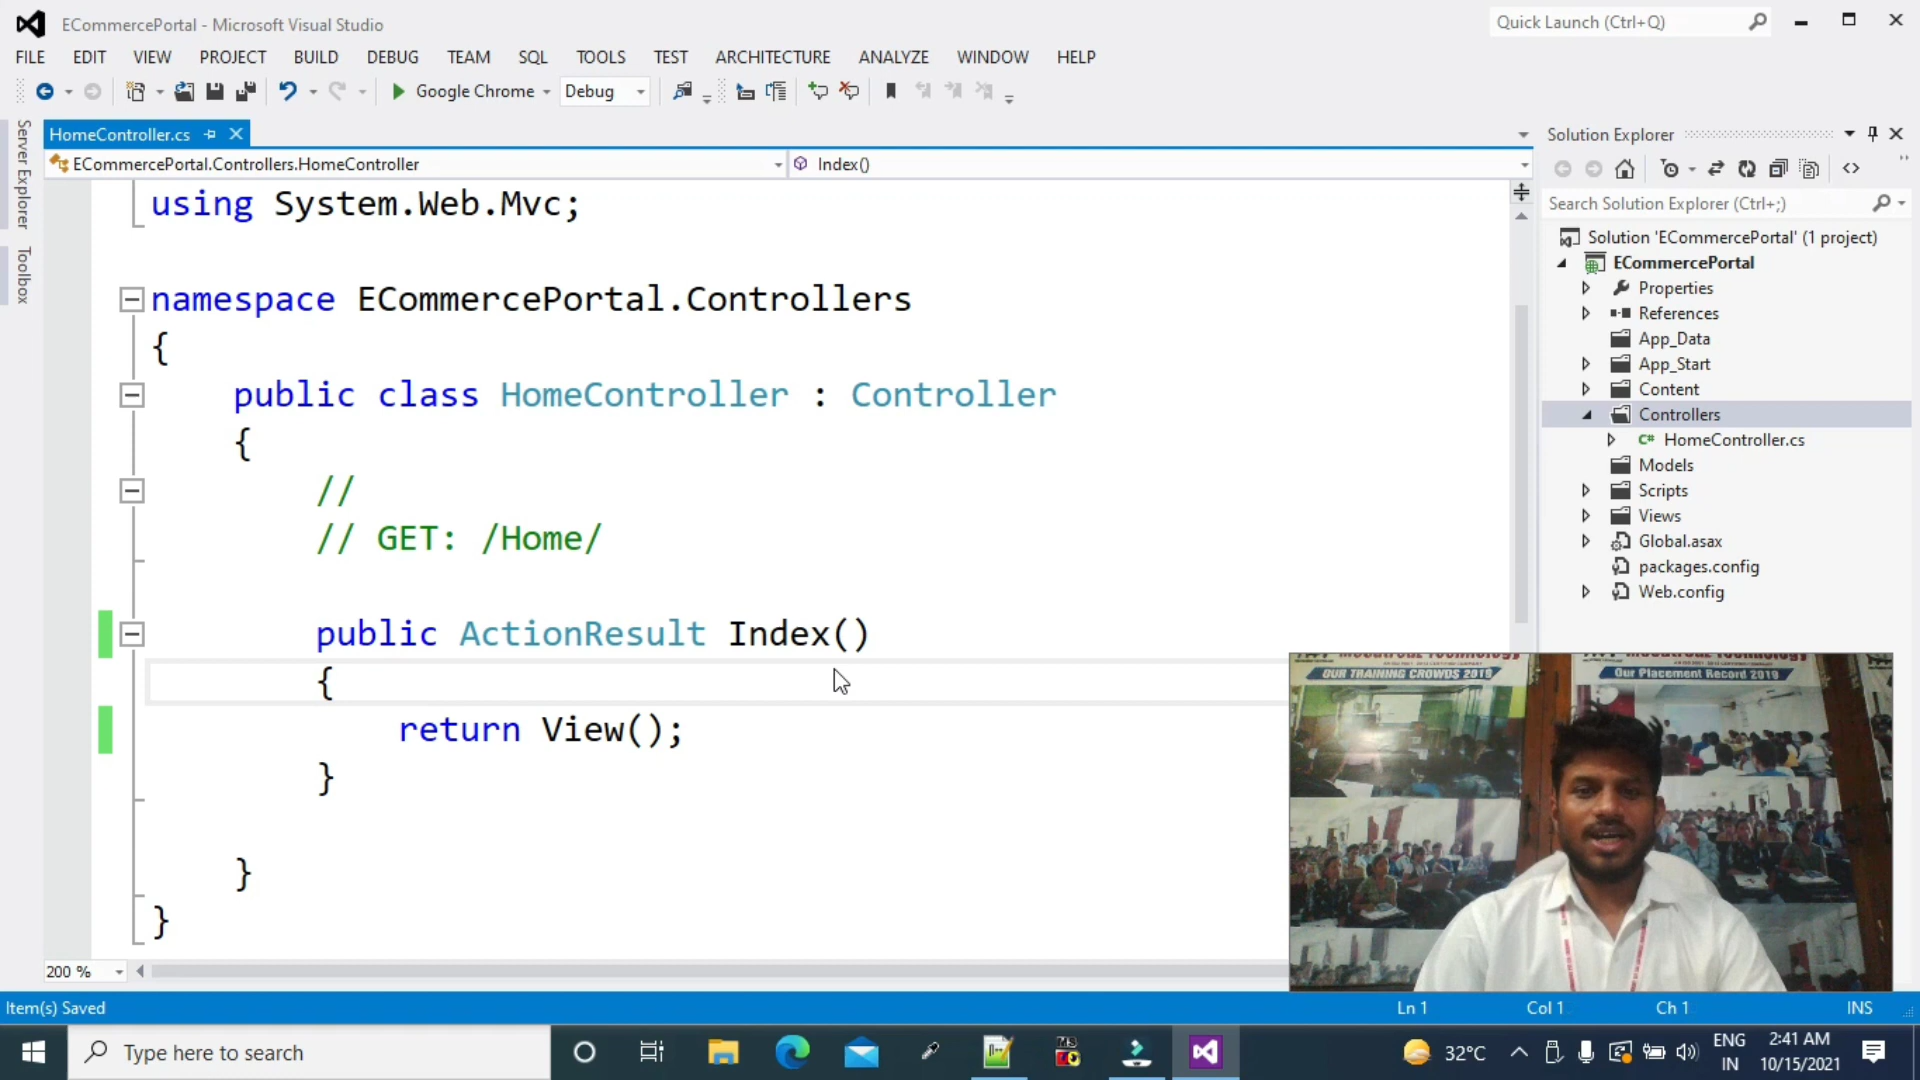 ECommercePortal - Microsoft Visual Studio
Quick Launch (Ctrl+Q)
FILE EDIT VIEW PROJECT BUILD DEBUG TEAM SQL TOOLS TEST ARCHITECTURE ANALYZE WINDOW HELP
Google Chrome Debug
Server Explorer
Toolbox
HomeController.cs
ECommercePortal.Controllers.HomeController
Index()
using System.Web.Mvc;
namespace ECommercePortal.Controllers
{
public class HomeController : Controller
{
//
// GET: /Home/
public ActionResult Index()
{
return View();
}
}
}
200 %
Solution Explorer
Search Solution Explorer (Ctrl+;)
Solution 'ECommercePortal' (1 project)
ECommercePortal
Properties
References
App_Data
App_Start
Content
Controllers
C# HomeController.cs
Models
Scripts
Views
Global.asax
packages.config
Web.config
OUR TRAINING CROWDS 2019
Our Placement Record 2019
Item(s) Saved
Ln 1 Col 1 Ch 1 INS
Type here to search
32°C
ENG
IN
2:41 AM
10/15/2021